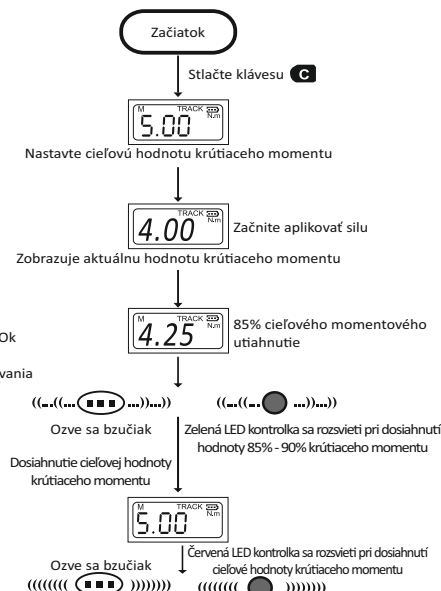 Začiatok
Stlačte klávesu C
M TRACK
5.00 N.m
Nastavte cieľovú hodnotu krútiaceho momentu
TRACK
4.00 N.m
Začnite aplikovať silu
Zobrazuje aktuálnu hodnotu krútiaceho momentu
M TRACK
4.25 N.m
85% cieľového momentového
utiahnutie
Ok
vania
((...((... ...))...))
((...((... ...))...))
Ozve sa bzučiak
Zelená LED kontrolka sa rozsvieti pri dosiahnutí
hodnoty 85% - 90% krútiaceho momentu
Dosiahnutie cieľovej hodnoty
krútiaceho momentu
M TRACK
5.00 N.m
Červená LED kontrolka sa rozsvieti pri dosiahnutí
cieľové hodnoty krútiaceho momentu
Ozve sa bzučiak
(((((((( ))))))))
(((((((( ))))))))